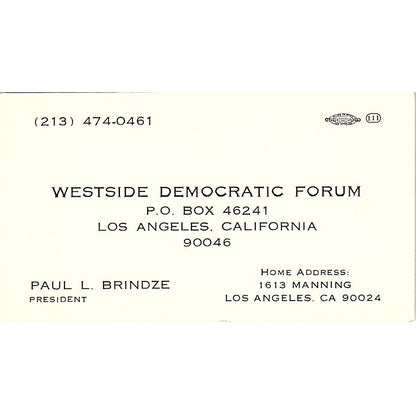 (213) 474-0461
111
WESTSIDE DEMOCRATIC FORUM
P.O. BOX 46241
LOS ANGELES, CALIFORNIA
90046
PAUL L. BRINDZE
PRESIDENT
HOME ADDRESS:
1613 MANNING
LOS ANGELES, CA 90024